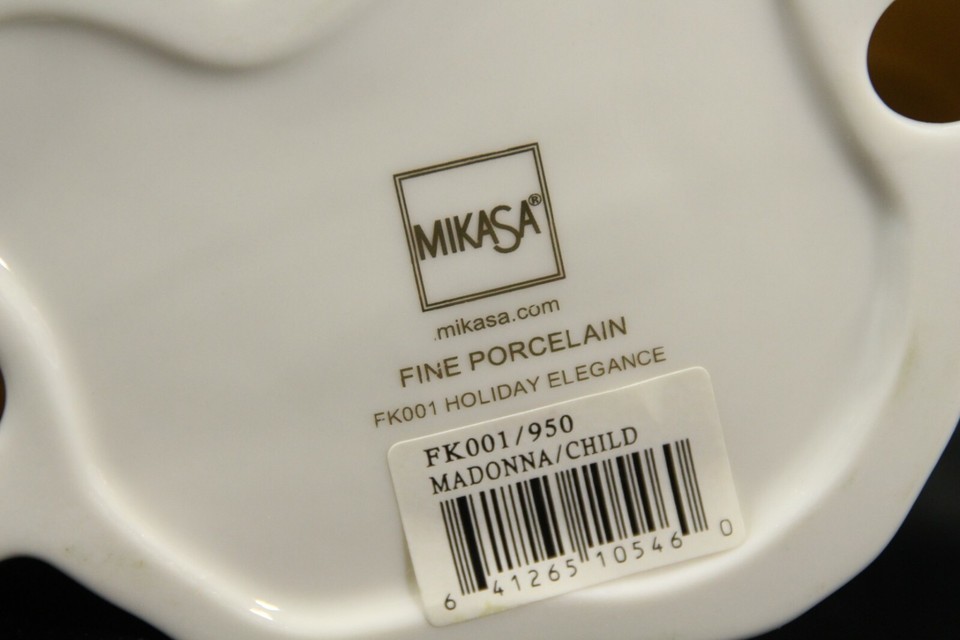 MIKASA®
mikasa.com
FINE PORCELAIN
FK001 HOLIDAY ELEGANCE
FK001/950
MADONNA/CHILD
6 41265 10546 0